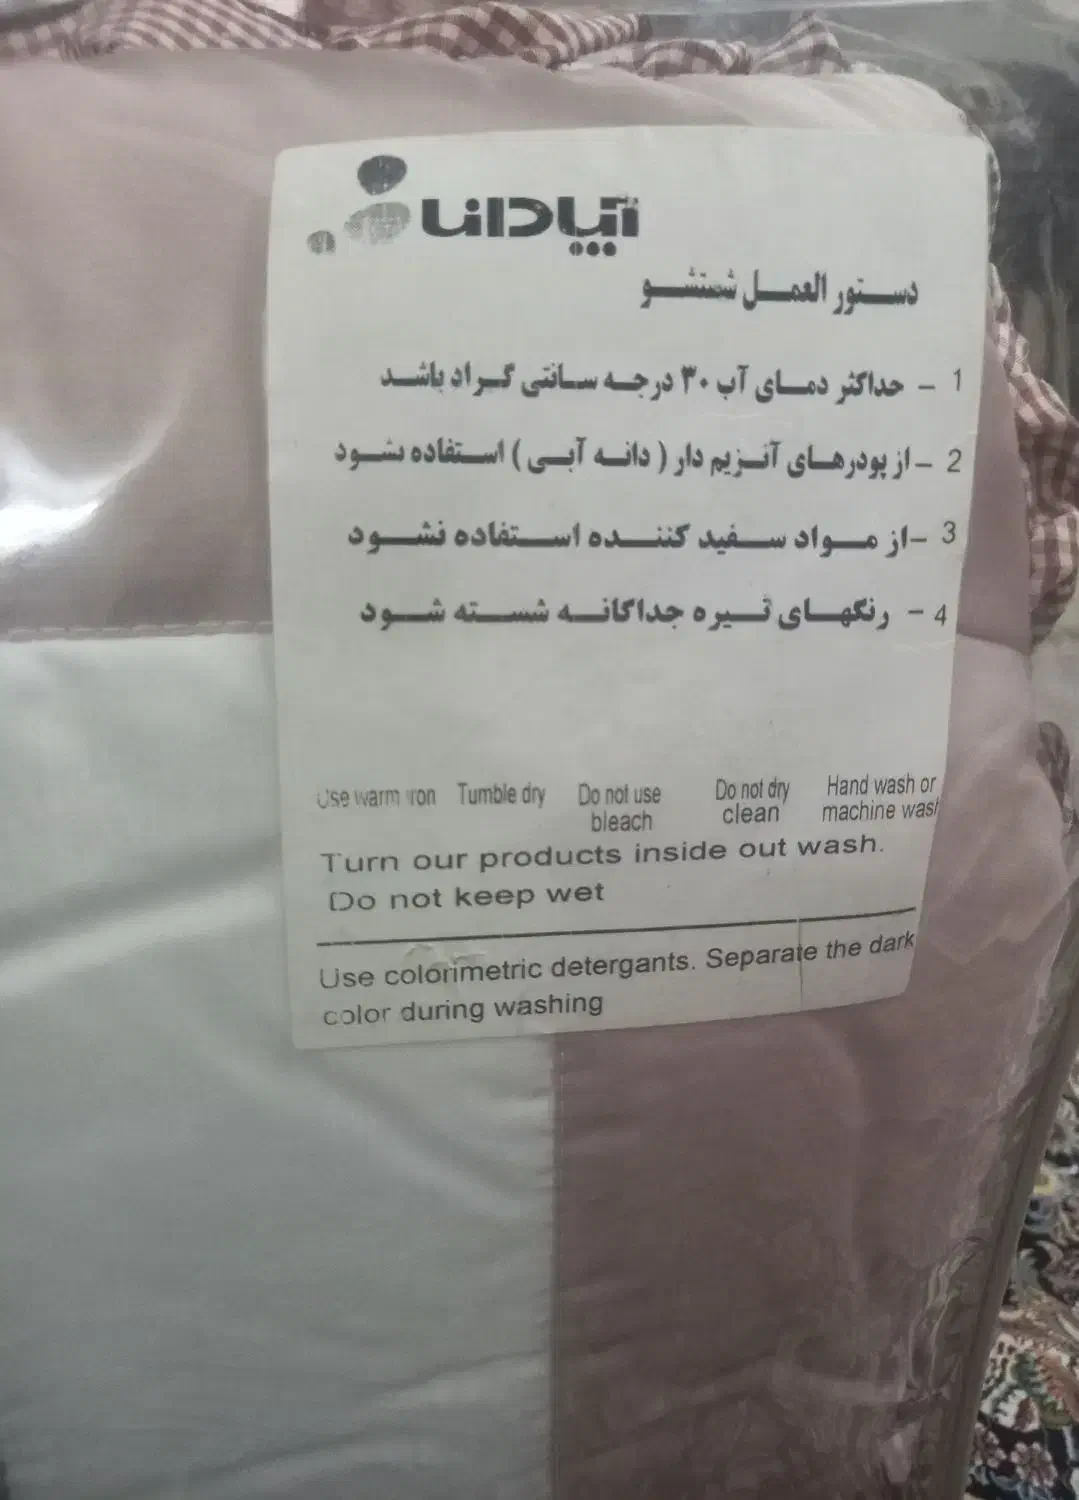 آپادانا
دستور العمل شستشو
1 - حداکثر دمای آب ۳۰ درجه سانتی گراد باشد
2 - از پودرهای آنزیم دار ( دانه آبی ) استفاده نشود
3 - از مواد سفید کننده استفاده نشود
4 - رنگهای تیره جداگانه شسته شود
Use warm iron Tumble dry Do not use bleach Do not dry clean Hand wash or machine wash
Turn our products inside out wash.
Do not keep wet
Use colorimetric detergants. Separate the dark
color during washing